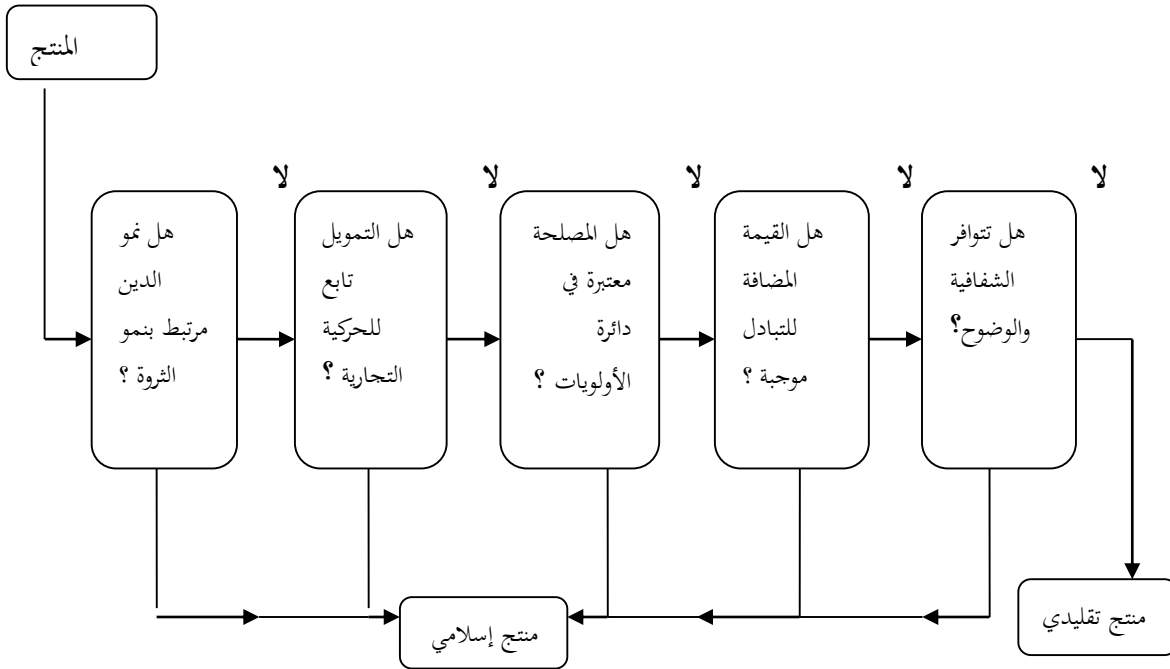 المنتج
لا
لا
لا
لا
لا
هل نمو
الدين
مرتبط بنمو
الثروة ؟
هل التمويل
تابع
للحركية
التجارية ؟
هل المصلحة
معتبرة في
دائرة
الأولويات ؟
هل القيمة
المضافة
للتبادل
موجبة ؟
هل تتوافر
الشفافية
والوضوح؟
منتج إسلامي
منتج تقليدي